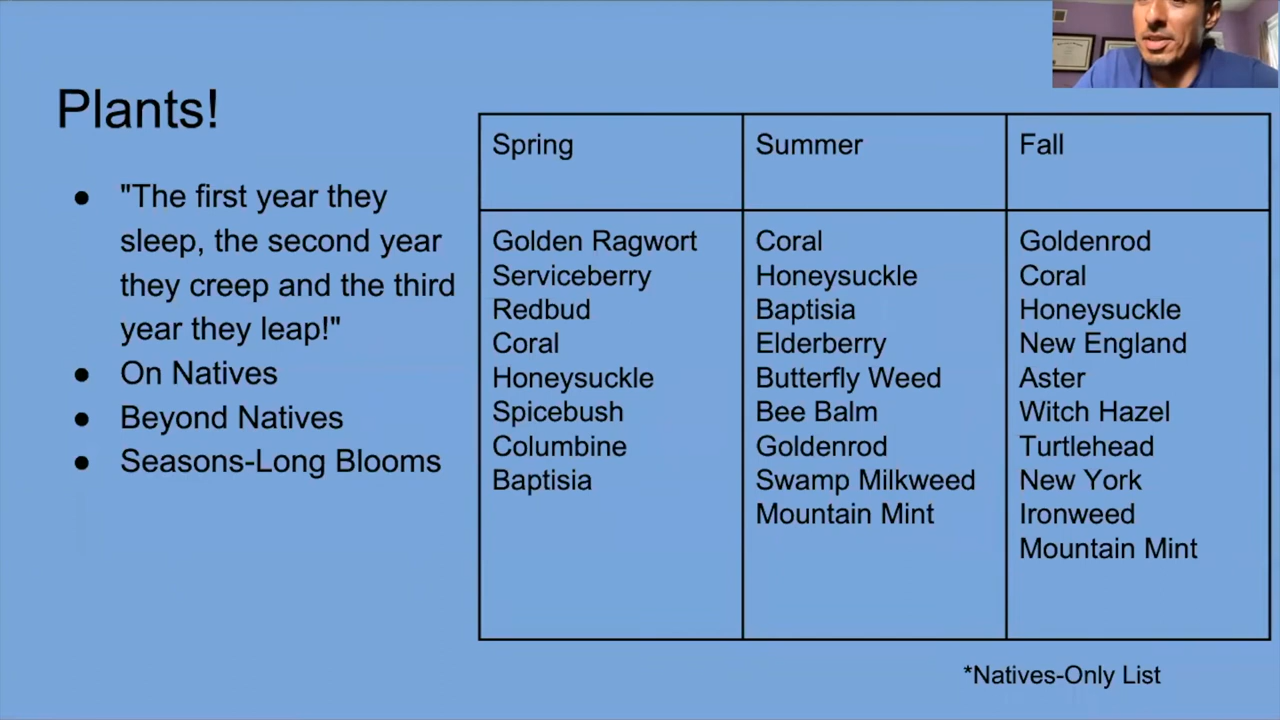 Plants!
● "The first year they
sleep, the second year
they creep and the third
year they leap!"
● On Natives
● Beyond Natives
● Seasons-Long Blooms
Spring
Summer
Fall
Golden Ragwort
Serviceberry
Redbud
Coral
Honeysuckle
Spicebush
Columbine
Baptisia
Coral
Honeysuckle
Baptisia
Elderberry
Butterfly Weed
Bee Balm
Goldenrod
Swamp Milkweed
Mountain Mint
Goldenrod
Coral
Honeysuckle
New England
Aster
Witch Hazel
Turtlehead
New York
Ironweed
Mountain Mint
*Natives-Only List